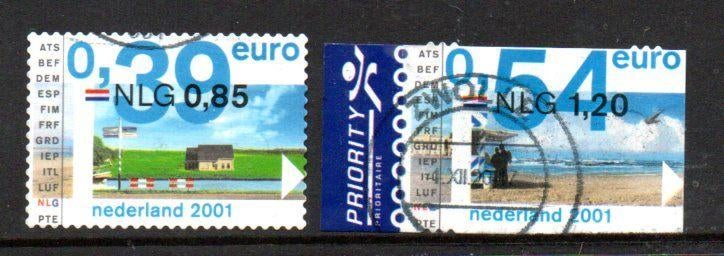 ATS
BEF
DEM
ESP
FIM
FRF
GRD
IEP
ITL
LUF
NLG
PTE
0,39 euro
=NLG 0,85
nederland 2001
PRIORITY
PRIORITAIRE
ATS
BEF
DEM
ESP
FIM
FRF
GRD
IEP
ITL
LUF
NLG
PTE
0,54 euro
=NLG 1,20
nederland 2001